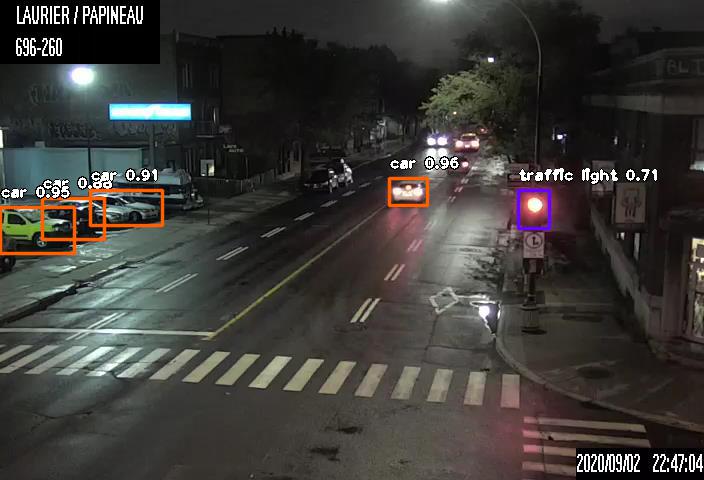 LAURIER / PAPINEAU
696-260
car 0.95
car 0.88
car 0.91
car 0.96
traffic light 0.71
2020/09/02 22:47:04